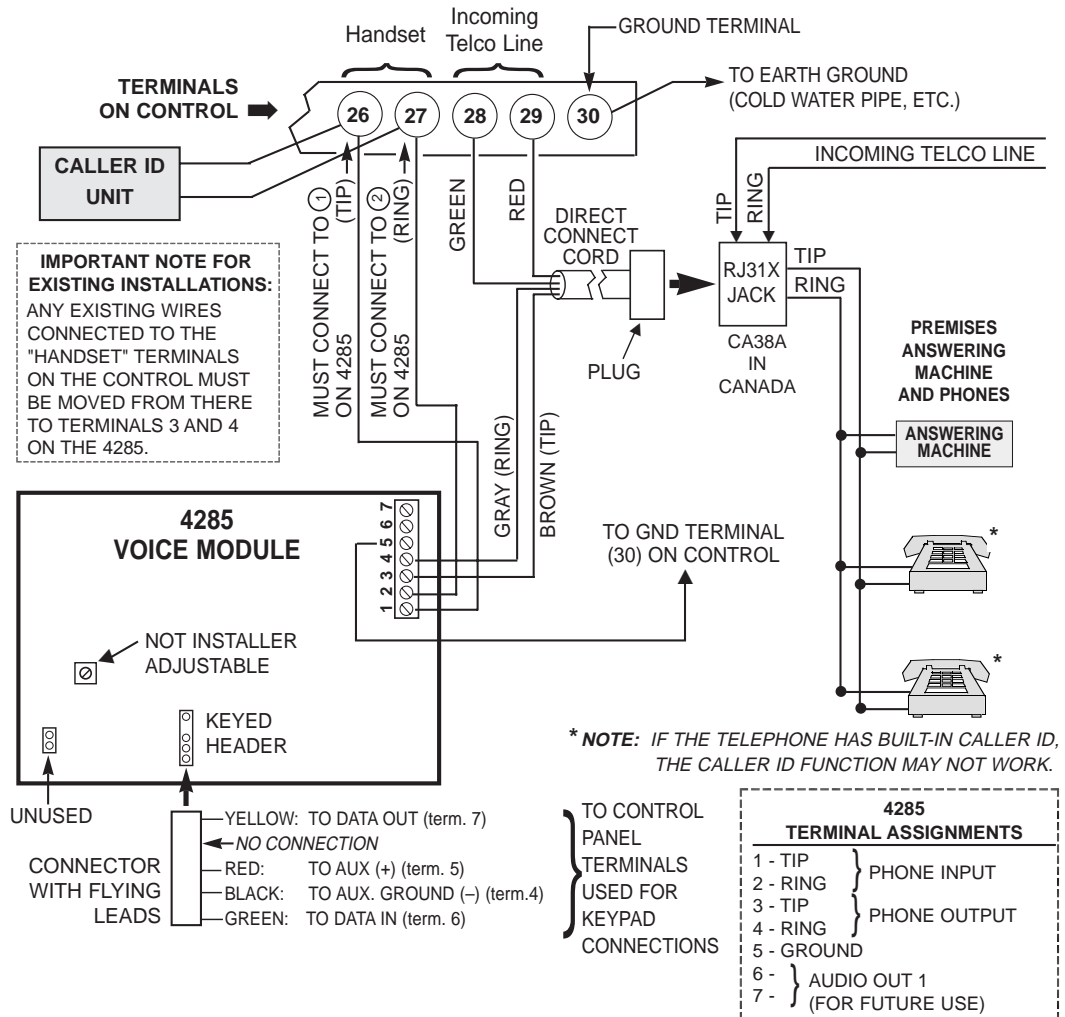 Handset
Incoming
Telco Line
GROUND TERMINAL
TERMINALS
ON CONTROL
26
27
28
29
30
TO EARTH GROUND
(COLD WATER PIPE, ETC.)
CALLER ID
UNIT
INCOMING TELCO LINE
MUST CONNECT TO 1
(TIP)
ON 4285
MUST CONNECT TO 2
(RING)
ON 4285
GREEN
RED
DIRECT
CONNECT
CORD
TIP
RING
RJ31X
JACK
TIP
RING
CA38A
IN
CANADA
PLUG
IMPORTANT NOTE FOR
EXISTING INSTALLATIONS:
ANY EXISTING WIRES
CONNECTED TO THE
"HANDSET" TERMINALS
ON THE CONTROL MUST
BE MOVED FROM THERE
TO TERMINALS 3 AND 4
ON THE 4285.
PREMISES
ANSWERING
MACHINE
AND PHONES
ANSWERING
MACHINE
GRAY (RING)
BROWN (TIP)
4285
VOICE MODULE
7
6
5
4
3
2
1
TO GND TERMINAL
(30) ON CONTROL
*
*
NOT INSTALLER
ADJUSTABLE
KEYED
HEADER
UNUSED
* NOTE: IF THE TELEPHONE HAS BUILT-IN CALLER ID,
THE CALLER ID FUNCTION MAY NOT WORK.
CONNECTOR
WITH FLYING
LEADS
YELLOW: TO DATA OUT (term. 7)
NO CONNECTION
RED: TO AUX (+) (term. 5)
BLACK: TO AUX. GROUND (–) (term.4)
GREEN: TO DATA IN (term. 6)
TO CONTROL
PANEL
TERMINALS
USED FOR
KEYPAD
CONNECTIONS
4285
TERMINAL ASSIGNMENTS
1 - TIP
2 - RING
PHONE INPUT
3 - TIP
4 - RING
PHONE OUTPUT
5 - GROUND
6 -
7 -
AUDIO OUT 1
(FOR FUTURE USE)